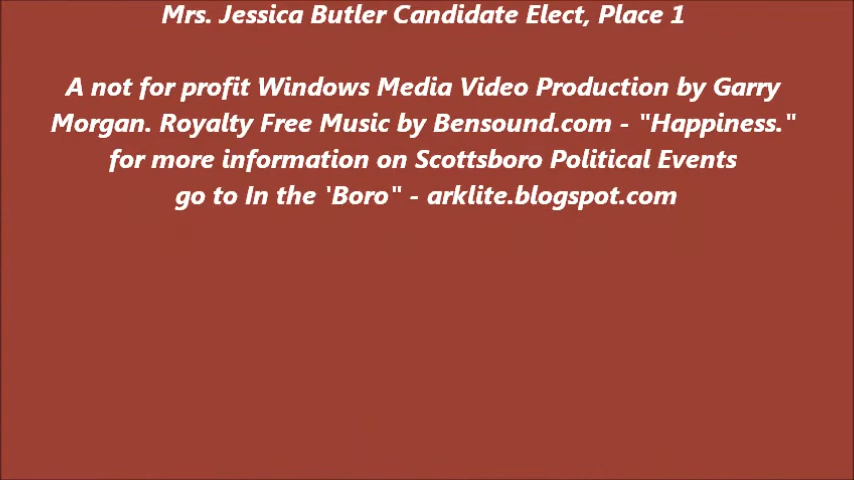 Mrs. Jessica Butler Candidate Elect, Place 1
A not for profit Windows Media Video Production by Garry
Morgan. Royalty Free Music by Bensound.com - "Happiness."
for more information on Scottsboro Political Events
go to In the 'Boro" - arklite.blogspot.com